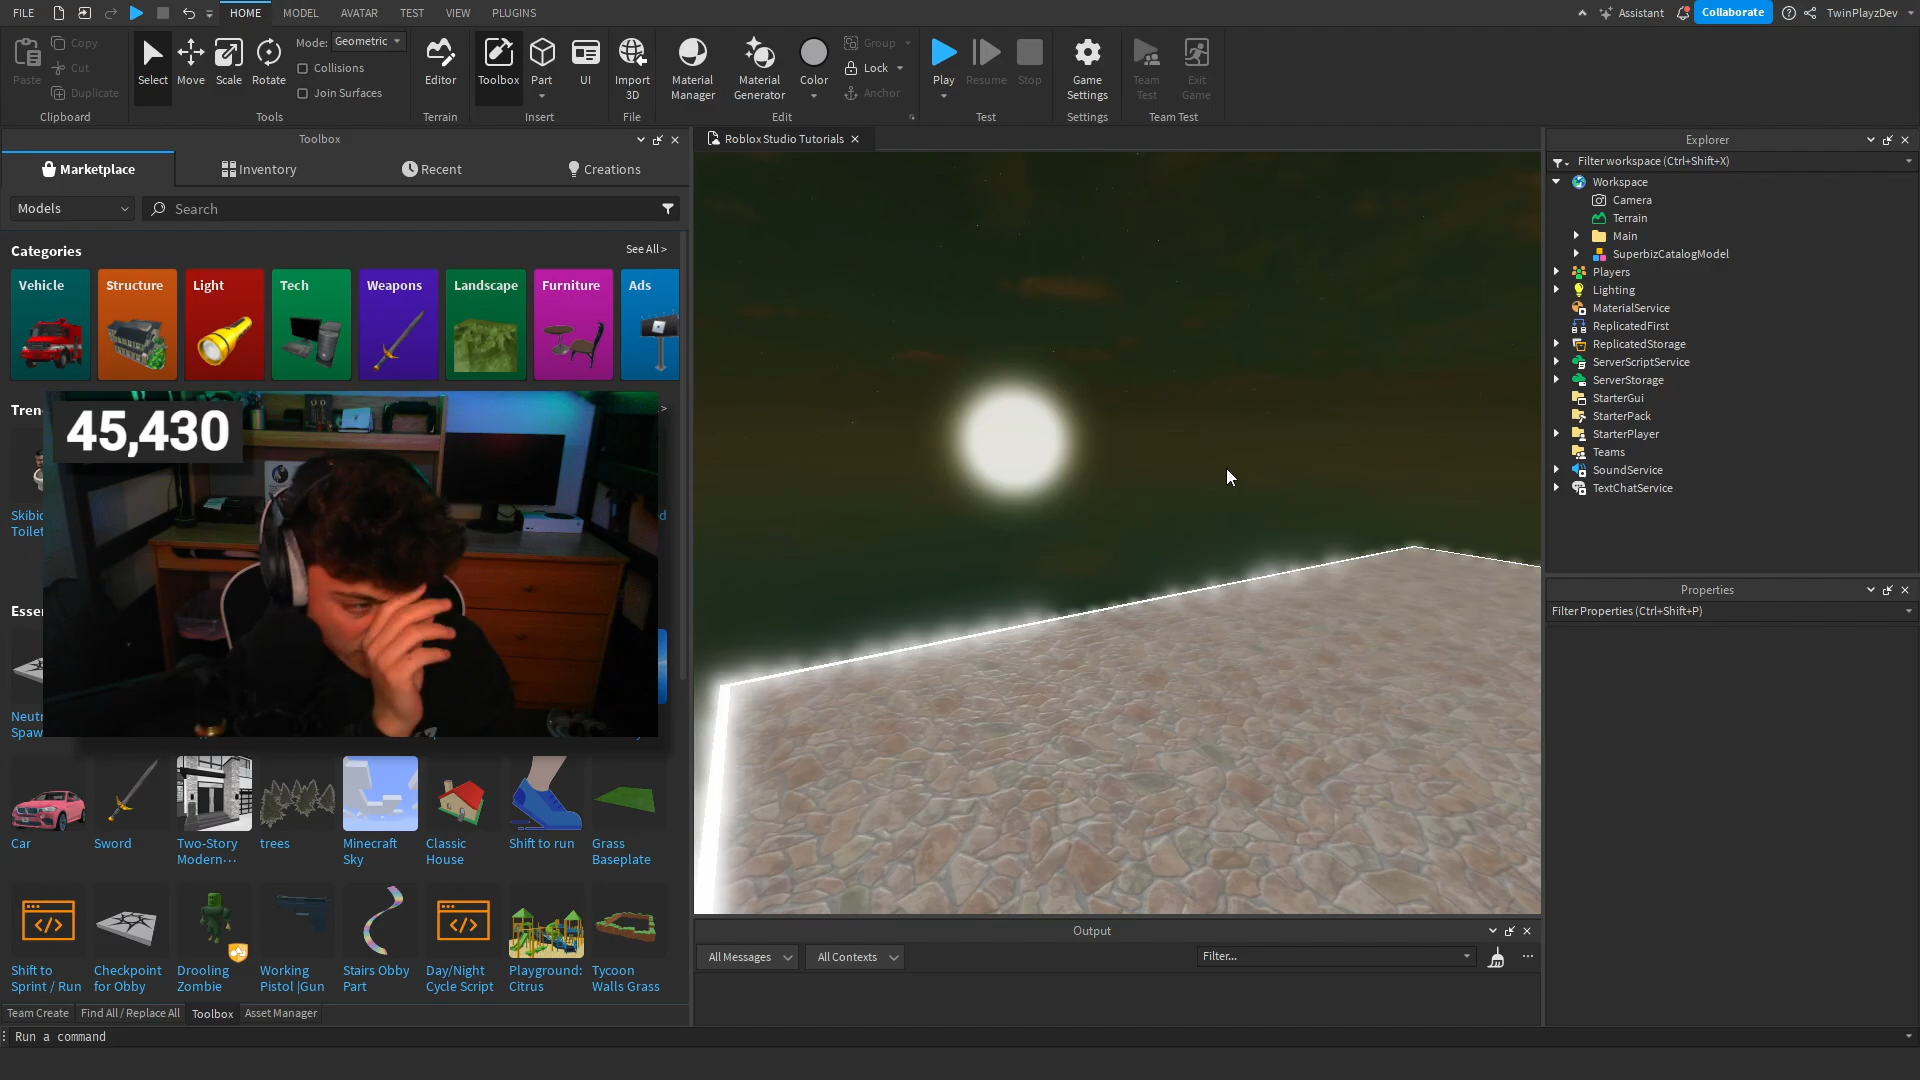 FILE
HOME
MODEL
AVATAR
TEST
VIEW
PLUGINS
Assistant
Collaborate
TwinPlayzDev
Paste
Copy
Cut
Duplicate
Clipboard
Select
Move
Scale
Rotate
Mode: Geometric
Collisions
Join Surfaces
Tools
Editor
Terrain
Toolbox
Part
UI
Insert
Import
3D
File
Material
Manager
Material
Generator
Color
Group
Lock
Anchor
Edit
Play
Resume
Stop
Test
Game
Settings
Settings
Team
Test
Exit
Game
Team Test
Toolbox
Marketplace
Inventory
Recent
Creations
Models
Search
Categories
See All >
Vehicle
Structure
Light
Tech
Weapons
Landscape
Furniture
Ads
Tren
>
45,430
Skibic
Toilet
d
Essen
Neutr
Spaw
Car
Sword
Two-Story
Modern···
trees
Minecraft
Sky
Classic
House
Shift to run
Grass
Baseplate
Shift to
Sprint / Run
Checkpoint
for Obby
Drooling
Zombie
Working
Pistol |Gun
Stairs Obby
Part
Day/Night
Cycle Script
Playground:
Citrus
Tycoon
Walls Grass
Team Create
Find All / Replace All
Toolbox
Asset Manager
Run a command
Roblox Studio Tutorials
Output
All Messages
All Contexts
Filter...
Explorer
Filter workspace (Ctrl+Shift+X)
Workspace
Camera
Terrain
Main
SuperbizCatalogModel
Players
Lighting
MaterialService
ReplicatedFirst
ReplicatedStorage
ServerScriptService
ServerStorage
StarterGui
StarterPack
StarterPlayer
Teams
SoundService
TextChatService
Properties
Filter Properties (Ctrl+Shift+P)